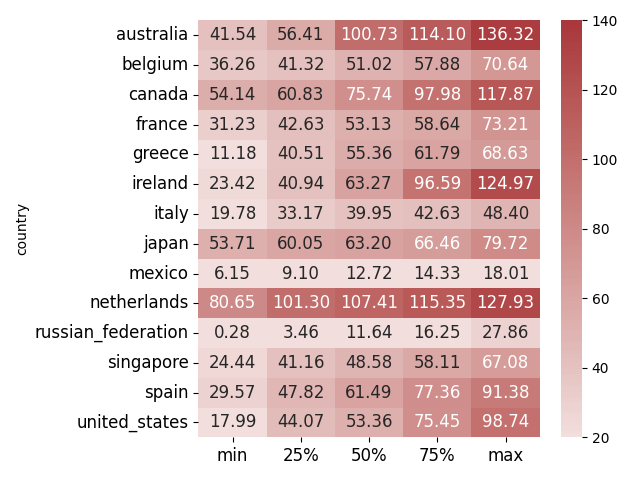 australia 41.54 56.41 100.73 114.10 136.32
belgium 36.26 41.32 51.02 57.88 70.64
canada 54.14 60.83 75.74 97.98 117.87
france 31.23 42.63 53.13 58.64 73.21
greece 11.18 40.51 55.36 61.79 68.63
ireland 23.42 40.94 63.27 96.59 124.97
italy 19.78 33.17 39.95 42.63 48.40
japan 53.71 60.05 63.20 66.46 79.72
mexico 6.15 9.10 12.72 14.33 18.01
netherlands 80.65 101.30 107.41 115.35 127.93
russian_federation 0.28 3.46 11.64 16.25 27.86
singapore 24.44 41.16 48.58 58.11 67.08
spain 29.57 47.82 61.49 77.36 91.38
united_states 17.99 44.07 53.36 75.45 98.74
min 25% 50% 75% max
country
140
120
100
80
60
40
20